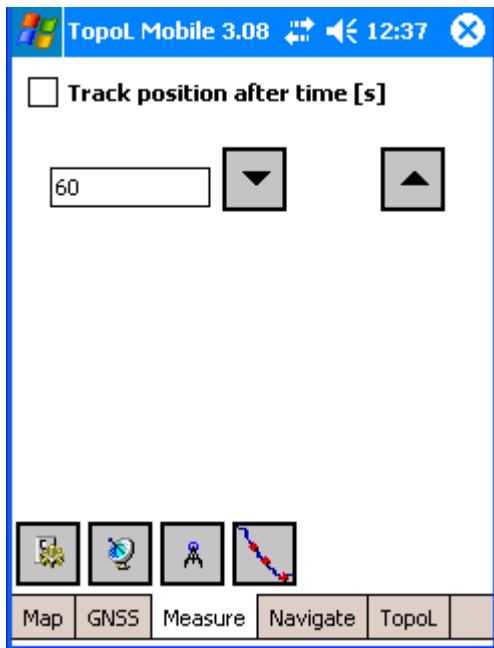 TopoL Mobile 3.08 12:37
Track position after time [s]
60
Map GNSS Measure Navigate TopoL